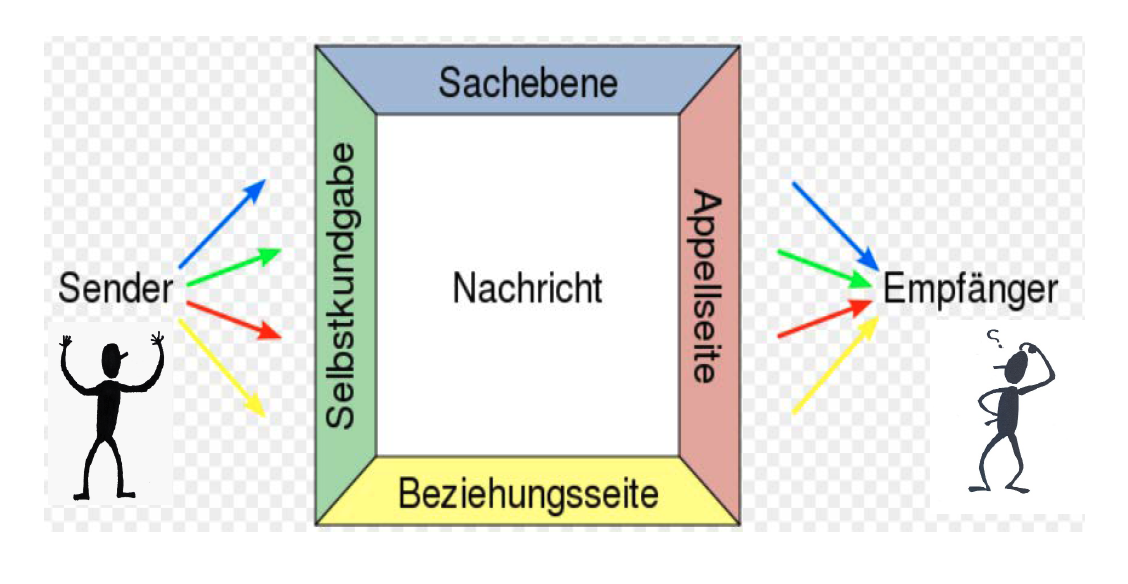 Sachebene
Selbstkundgabe
Appellseite
Sender
Nachricht
Empfänger
?
Beziehungsseite